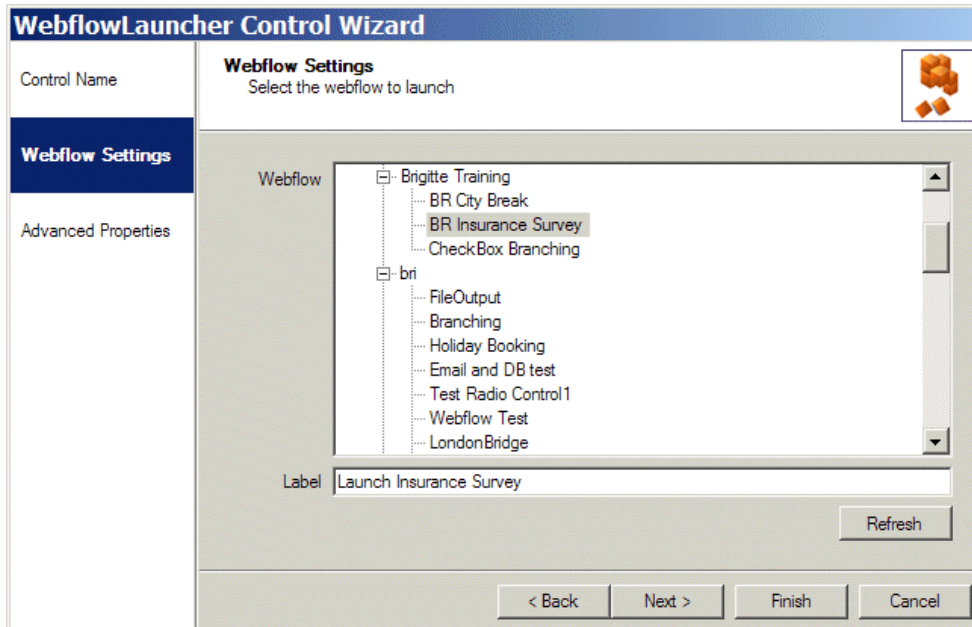 WebflowLauncher Control Wizard
Control Name
Webflow Settings
Advanced Properties
Webflow Settings
Select the webflow to launch
Webflow
Brigitte Training
BR City Break
BR Insurance Survey
CheckBox Branching
bri
FileOutput
Branching
Holiday Booking
Email and DB test
Test Radio Control1
Webflow Test
LondonBridge
Label Launch Insurance Survey
Refresh
< Back Next > Finish Cancel